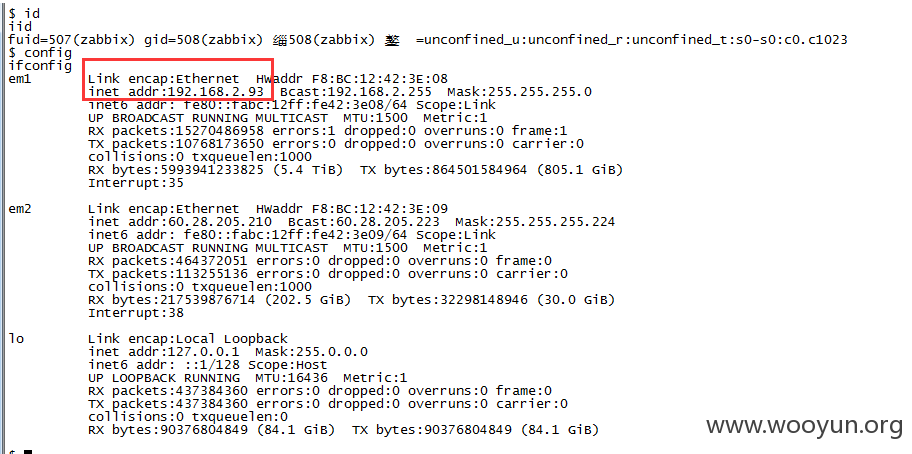 $ id
iid
fuid=507(zabbix) gid=508(zabbix) 缁508(zabbix) 鐜 =unconfined_u:unconfined_r:unconfined_t:s0-s0:c0.c1023
$ config
ifconfig
em1 Link encap:Ethernet HWaddr F8:BC:12:42:3E:08
inet addr:192.168.2.93 Bcast:192.168.2.255 Mask:255.255.255.0
inet6 addr: fe80::fabc:12ff:fe42:3e08/64 Scope:Link
UP BROADCAST RUNNING MULTICAST MTU:1500 Metric:1
RX packets:15270486958 errors:1 dropped:0 overruns:0 frame:1
TX packets:10768173650 errors:0 dropped:0 overruns:0 carrier:0
collisions:0 txqueuelen:1000
RX bytes:5993941233825 (5.4 TiB) TX bytes:864501584964 (805.1 GiB)
Interrupt:35
em2 Link encap:Ethernet HWaddr F8:BC:12:42:3E:09
inet addr:60.28.205.210 Bcast:60.28.205.223 Mask:255.255.255.224
inet6 addr: fe80::fabc:12ff:fe42:3e09/64 Scope:Link
UP BROADCAST RUNNING MULTICAST MTU:1500 Metric:1
RX packets:464372051 errors:0 dropped:0 overruns:0 frame:0
TX packets:113255136 errors:0 dropped:0 overruns:0 carrier:0
collisions:0 txqueuelen:1000
RX bytes:217539876714 (202.5 GiB) TX bytes:32298148946 (30.0 GiB)
Interrupt:38
lo Link encap:Local Loopback
inet addr:127.0.0.1 Mask:255.0.0.0
inet6 addr: ::1/128 Scope:Host
UP LOOPBACK RUNNING MTU:16436 Metric:1
RX packets:437384360 errors:0 dropped:0 overruns:0 frame:0
TX packets:437384360 errors:0 dropped:0 overruns:0 carrier:0
collisions:0 txqueuelen:0
RX bytes:90376804849 (84.1 GiB) TX bytes:90376804849 (84.1 GiB)
www.wooyun.org
$